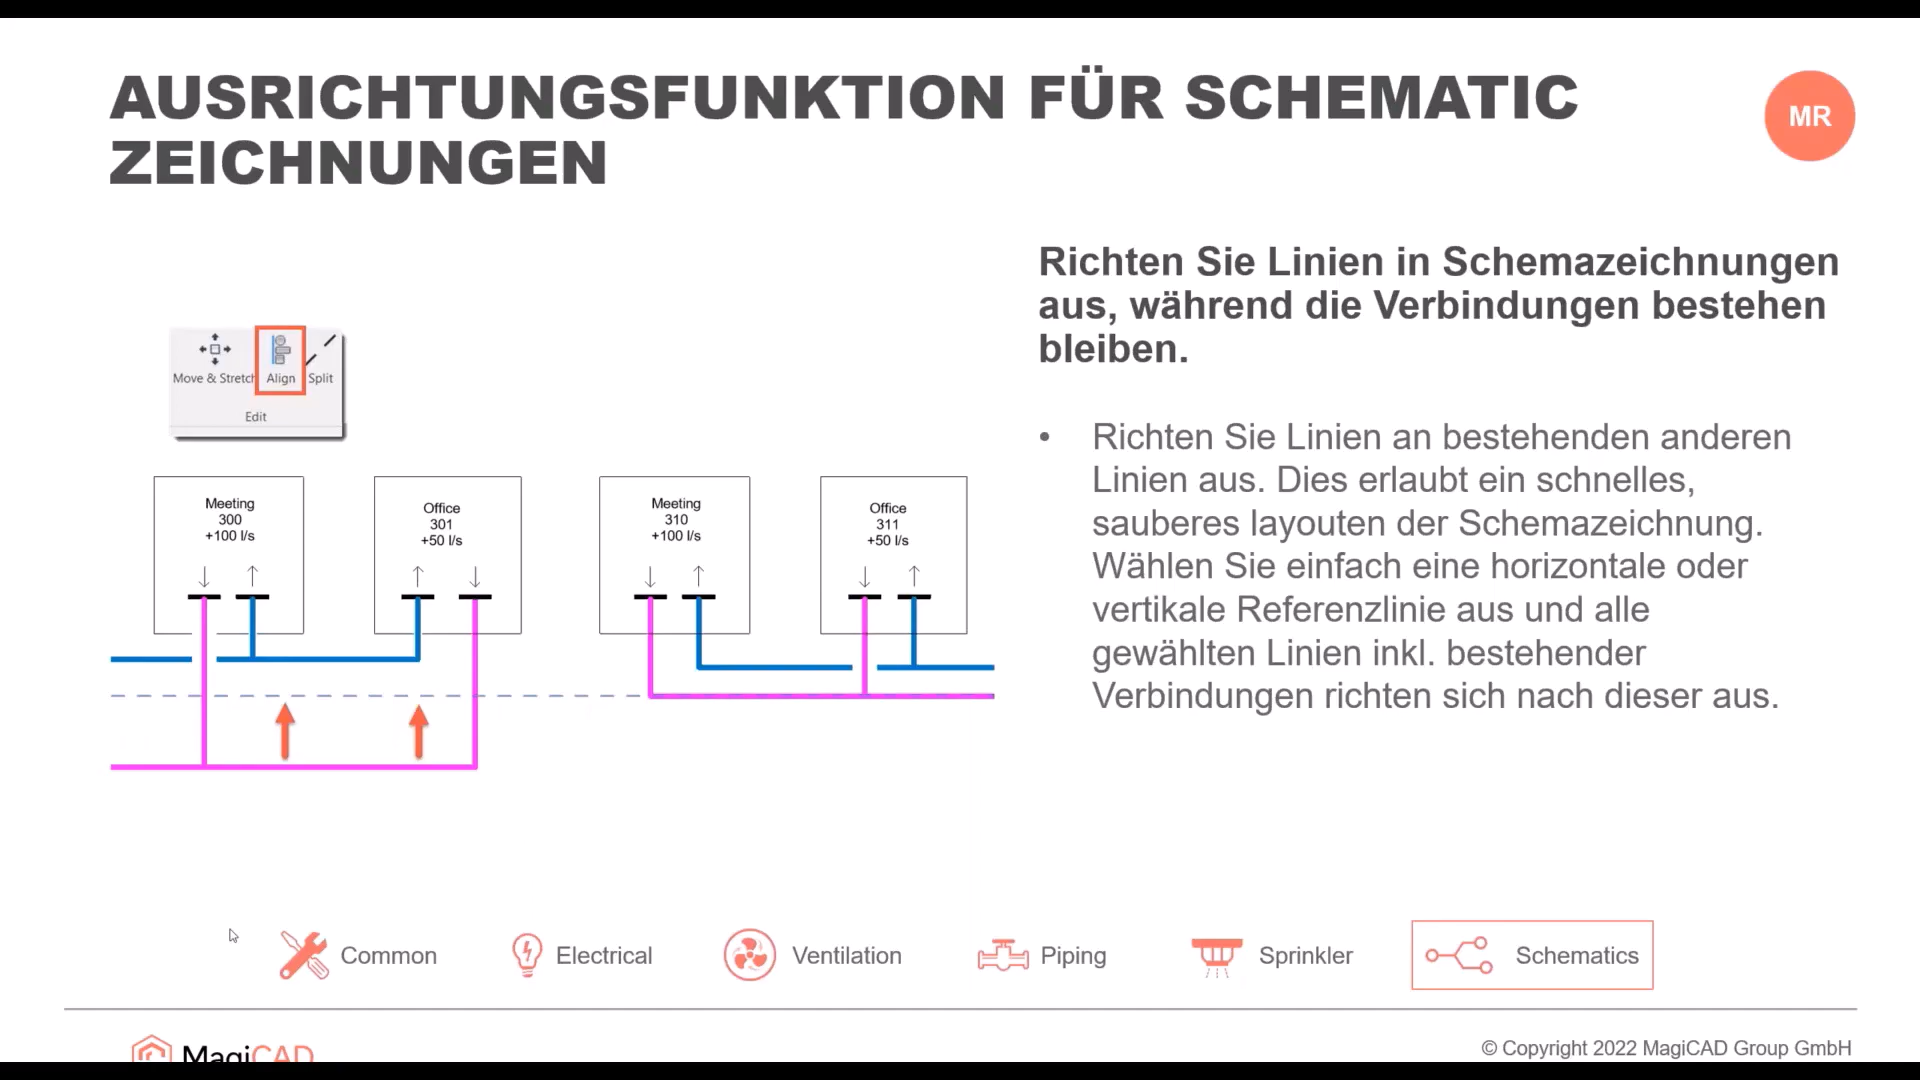 AUSRICHTUNGSFUNKTION FÜR SCHEMATIC
ZEICHNUNGEN
MR
Richten Sie Linien in Schemazeichnungen
aus, während die Verbindungen bestehen
bleiben.
Move & Stretch Align Split
Edit
• Richten Sie Linien an bestehenden anderen
Linien aus. Dies erlaubt ein schnelles,
sauberes layouten der Schemazeichnung.
Wählen Sie einfach eine horizontale oder
vertikale Referenzlinie aus und alle
gewählten Linien inkl. bestehender
Verbindungen richten sich nach dieser aus.
Meeting
300
+100 l/s
Office
301
+50 l/s
Meeting
310
+100 l/s
Office
311
+50 l/s
Common Electrical Ventilation Piping Sprinkler Schematics
MagiCAD
© Copyright 2022 MagiCAD Group GmbH